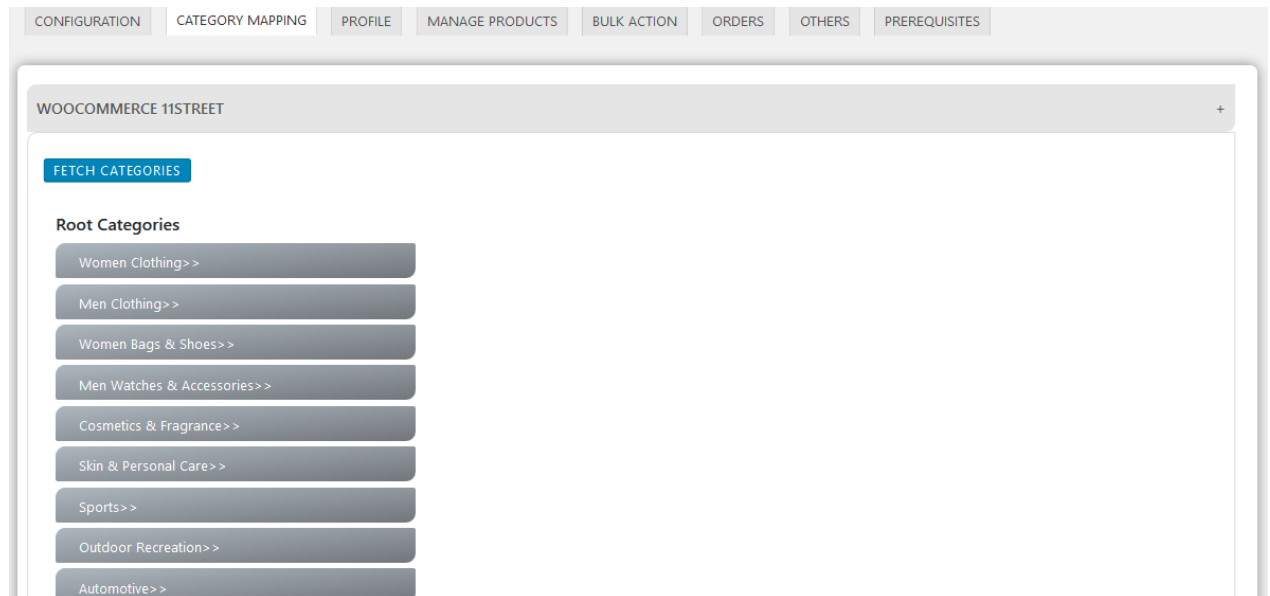 CONFIGURATION CATEGORY MAPPING PROFILE MANAGE PRODUCTS BULK ACTION ORDERS OTHERS PREREQUISITES
WOOCOMMERCE 11STREET +
FETCH CATEGORIES
Root Categories
Women Clothing>>
Men Clothing>>
Women Bags & Shoes>>
Men Watches & Accessories>>
Cosmetics & Fragrance>>
Skin & Personal Care>>
Sports>>
Outdoor Recreation>>
Automotive>>